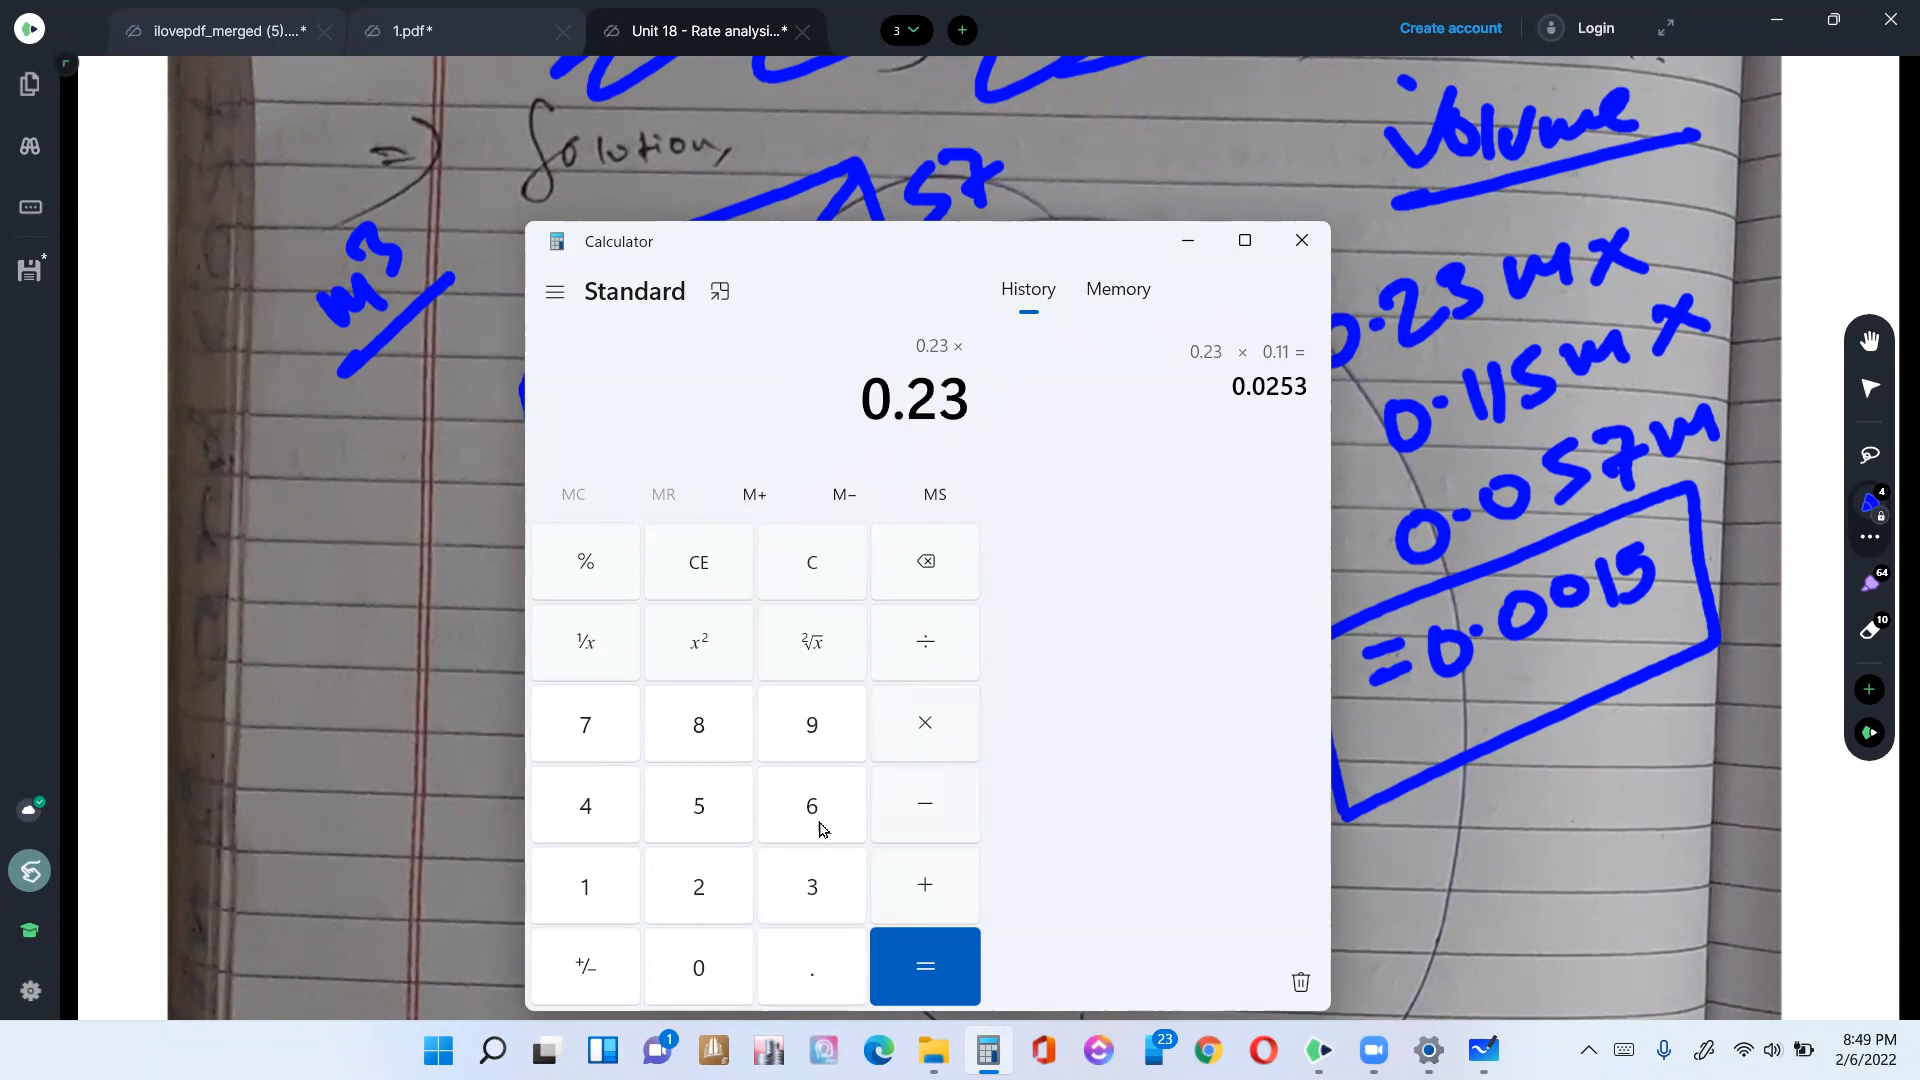 ilovepdf_merged (5)....*
1.pdf*
Unit 18 - Rate analysi...*
3
Create account
Login
=) Solution,
57
volume
m3
0.23 m x
0.115 m x
0.057 m
= 0.0015
Calculator
Standard
History
Memory
0.23 ×
0.23
0.23 × 0.11 =
0.0253
MC MR M+ M− MS
% CE C
¹/x x² ²√x ÷
7 8 9 ×
4 5 6 −
1 2 3 +
+/− 0 . =
4
64
10
1
23
8:49 PM
2/6/2022